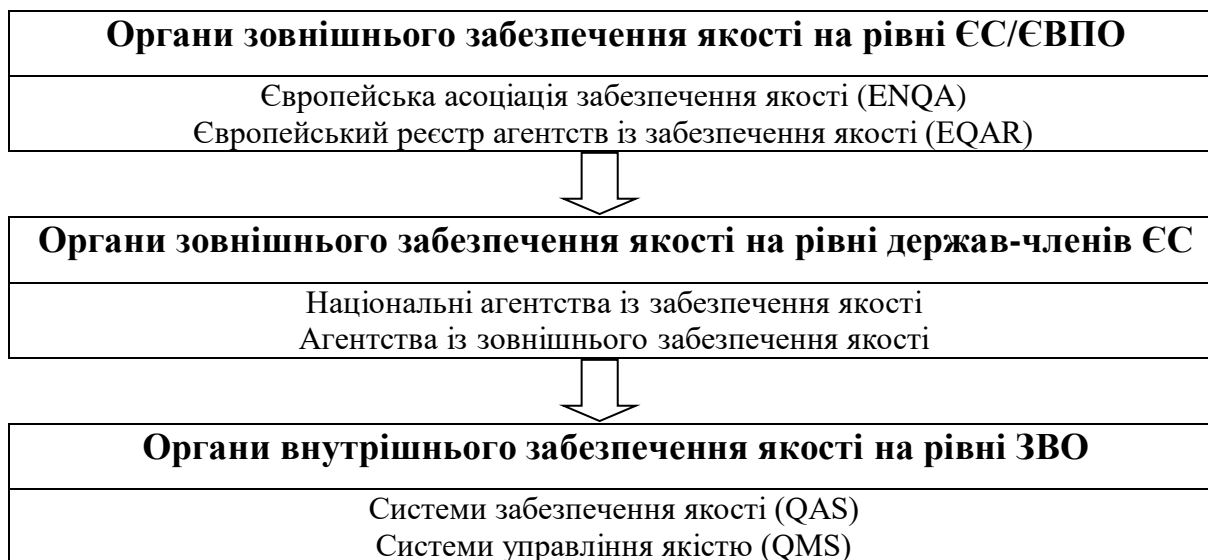 Органи зовнішнього забезпечення якості на рівні ЄС/ЄВПО
Європейська асоціація забезпечення якості (ENQA)
Європейський реєстр агентств із забезпечення якості (EQAR)
Органи зовнішнього забезпечення якості на рівні держав-членів ЄС
Національні агентства із забезпечення якості
Агентства із зовнішнього забезпечення якості
Органи внутрішнього забезпечення якості на рівні ЗВО
Системи забезпечення якості (QAS)
Системи управління якістю (QMS)